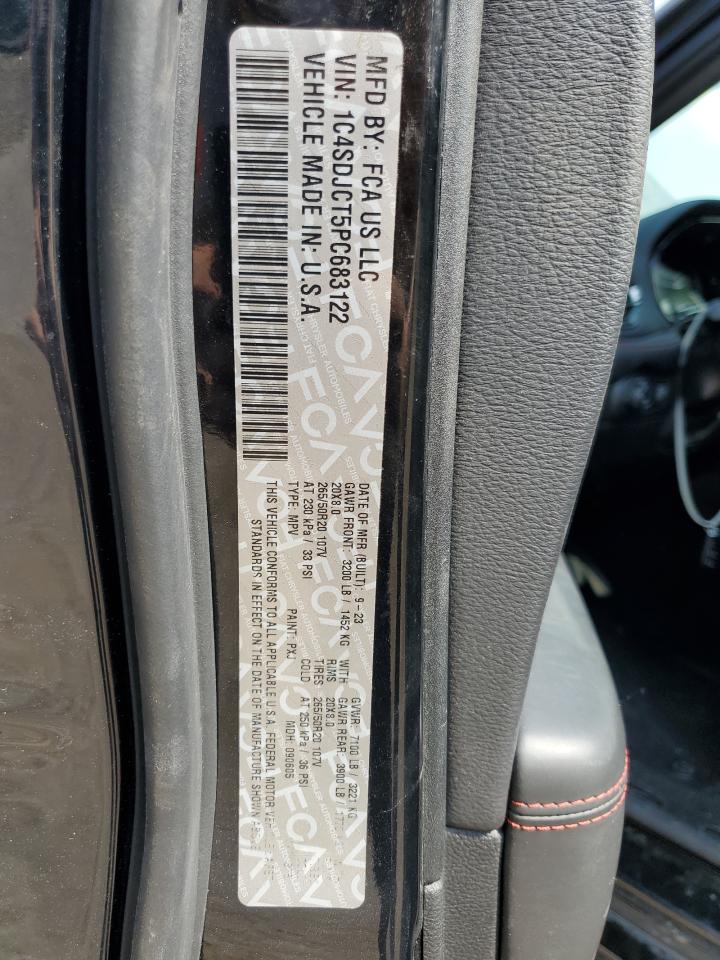 MFD BY: FCA US LLC
VIN: 1C4SDJCT5PC683122
VEHICLE MADE IN: U.S.A.
DATE OF MFR (BUILT): 9-23 GVWR: 7100 LB / 3221 KG
GAWR FRONT: 3200 LB / 1452 KG WITH GAWR REAR: 3900 LB /
20X8.0 RIMS 20X8.0
265/50R20 107V TIRES 265/50R20 107V
AT 230 kPa / 33 PSI COLD AT 250 kPa / 36 PSI
TYPE: MPV PAINT: PXJ MDH: 090605
THIS VEHICLE CONFORMS TO ALL APPLICABLE U.S.A. FEDERAL MOTOR
STANDARDS IN EFFECT ON THE DATE OF MANUFACTURE SHOWN